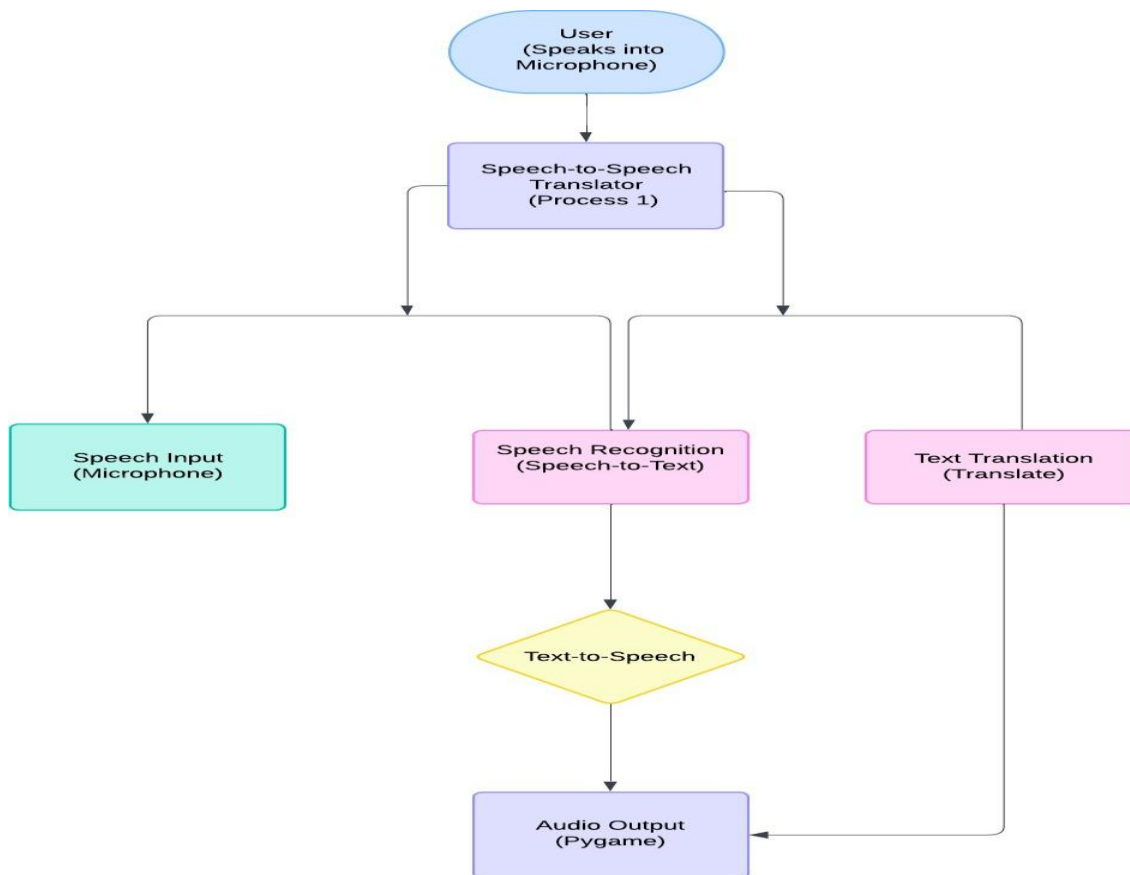 User
(Speaks into
Microphone)
Speech-to-Speech
Translator
(Process 1)
Speech Input
(Microphone)
Speech Recognition
(Speech-to-Text)
Text Translation
(Translate)
Text-to-Speech
Audio Output
(Pygame)